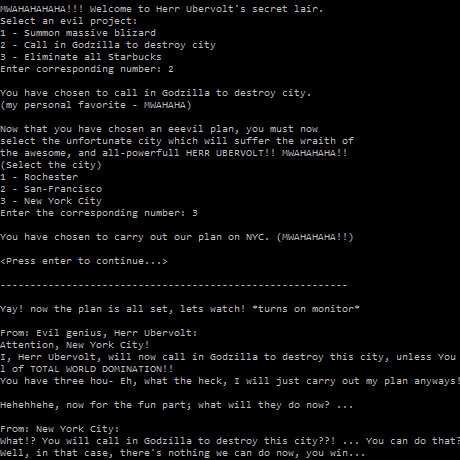 MWAHAHAHAHA!!! Welcome to Herr Ubervolt's secret lair.
Select an evil project:
1 - Summon massive blizard
2 - Call in Godzilla to destroy city
3 - Eliminate all Starbucks
Enter corresponding number: 2
You have chosen to call in Godzilla to destroy city.
(my personal favorite - MWAHAHA)
Now that you have chosen an eeevil plan, you must now
select the unfortunate city which will suffer the wraith of
the awesome, and all-powerfull HERR UBERVOLT!! MWAHAHAHA!!
(Select the city)
1 - Rochester
2 - San-Francisco
3 - New York City
Enter the corresponding number: 3
You have chosen to carry out our plan on NYC. (MWAHAHAHA!!)
<Press enter to continue...>
--------------------------------------------------------
Yay! now the plan is all set, lets watch! *turns on monitor*
From: Evil genius, Herr Ubervolt:
Attention, New York City!
I, Herr Ubervolt, will now call in Godzilla to destroy this city, unless You
l of TOTAL WORLD DOMINATION!!
You have three hou- Eh, what the heck, I will just carry out my plan anyways!
Hehehhehe, now for the fun part; what will they do now? ...
From: New York City:
What!? You will call in Godzilla to destroy this city??! ... You can do that?
Well, in that case, there's nothing we can do now, you win...